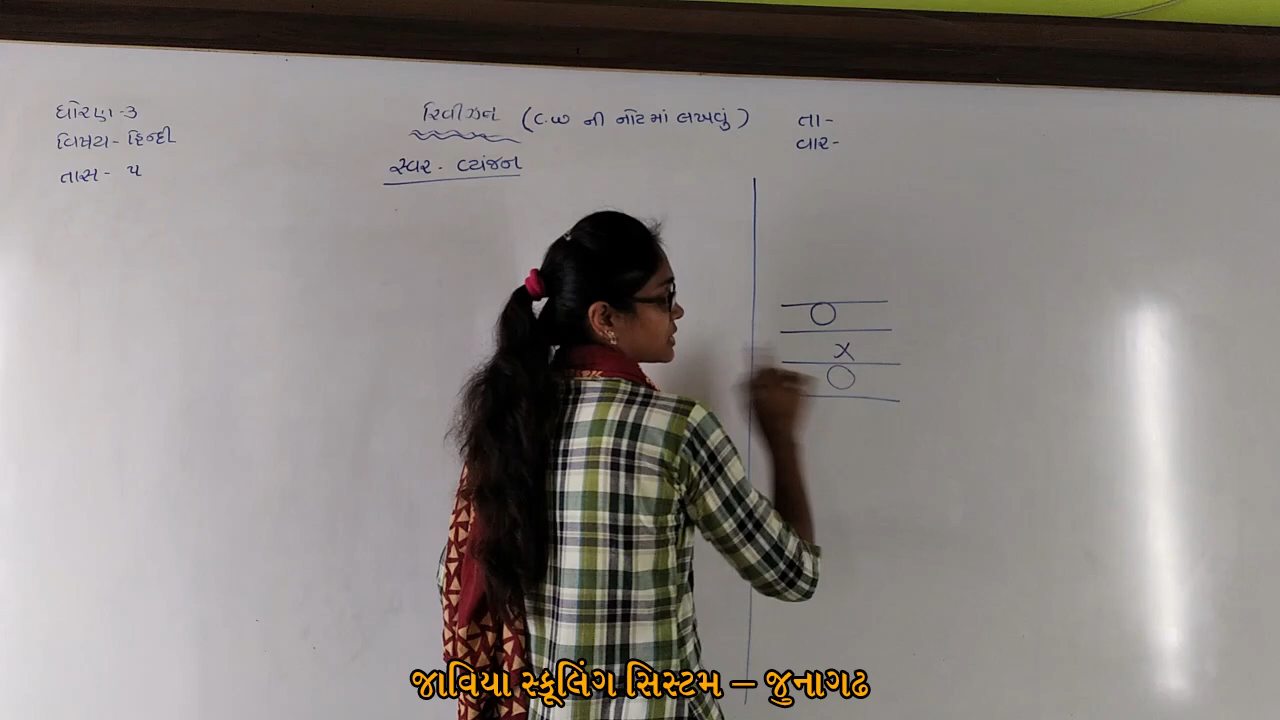 ધોરણ-૩
વિષય- હિન્દી
તાસ- ૫
રિવીઝન (C.W ની નોટમાં લખવું)
સ્વર - વ્યંજન
તા-
વાર-
O
x
O
જાવિયા સ્કૂલિંગ સિસ્ટમ – જુનાગઢ